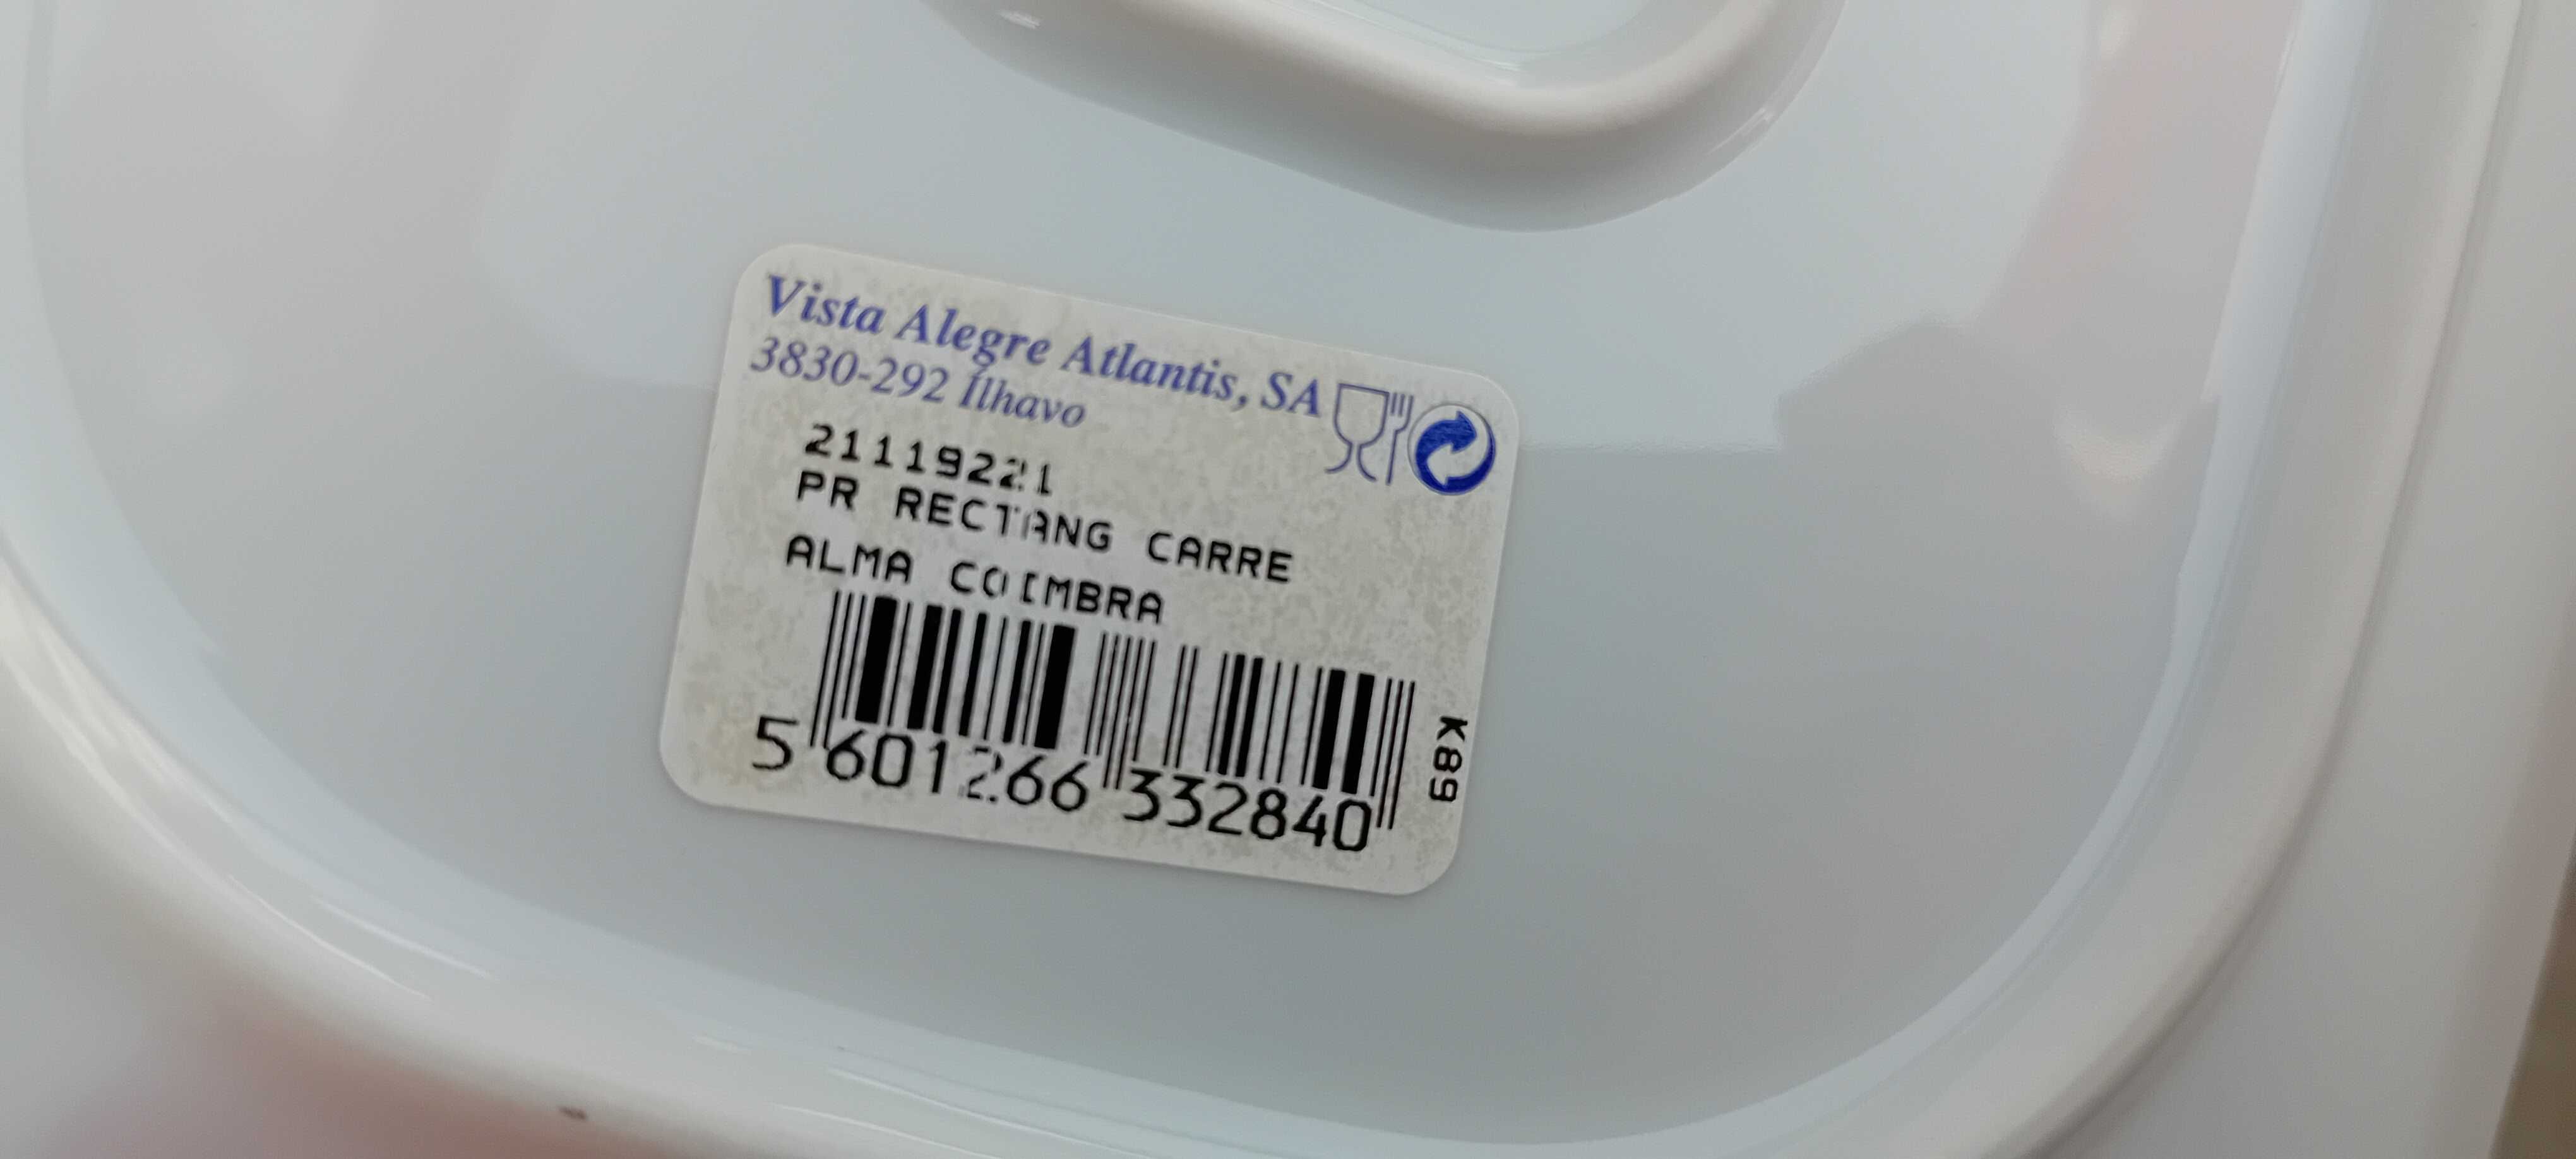 Vista Alegre Atlantis, SA
3830-292 Ílhavo
21119221
PR RECTANG CARRE
ALMA COIMBRA
5 601266 332840
K89